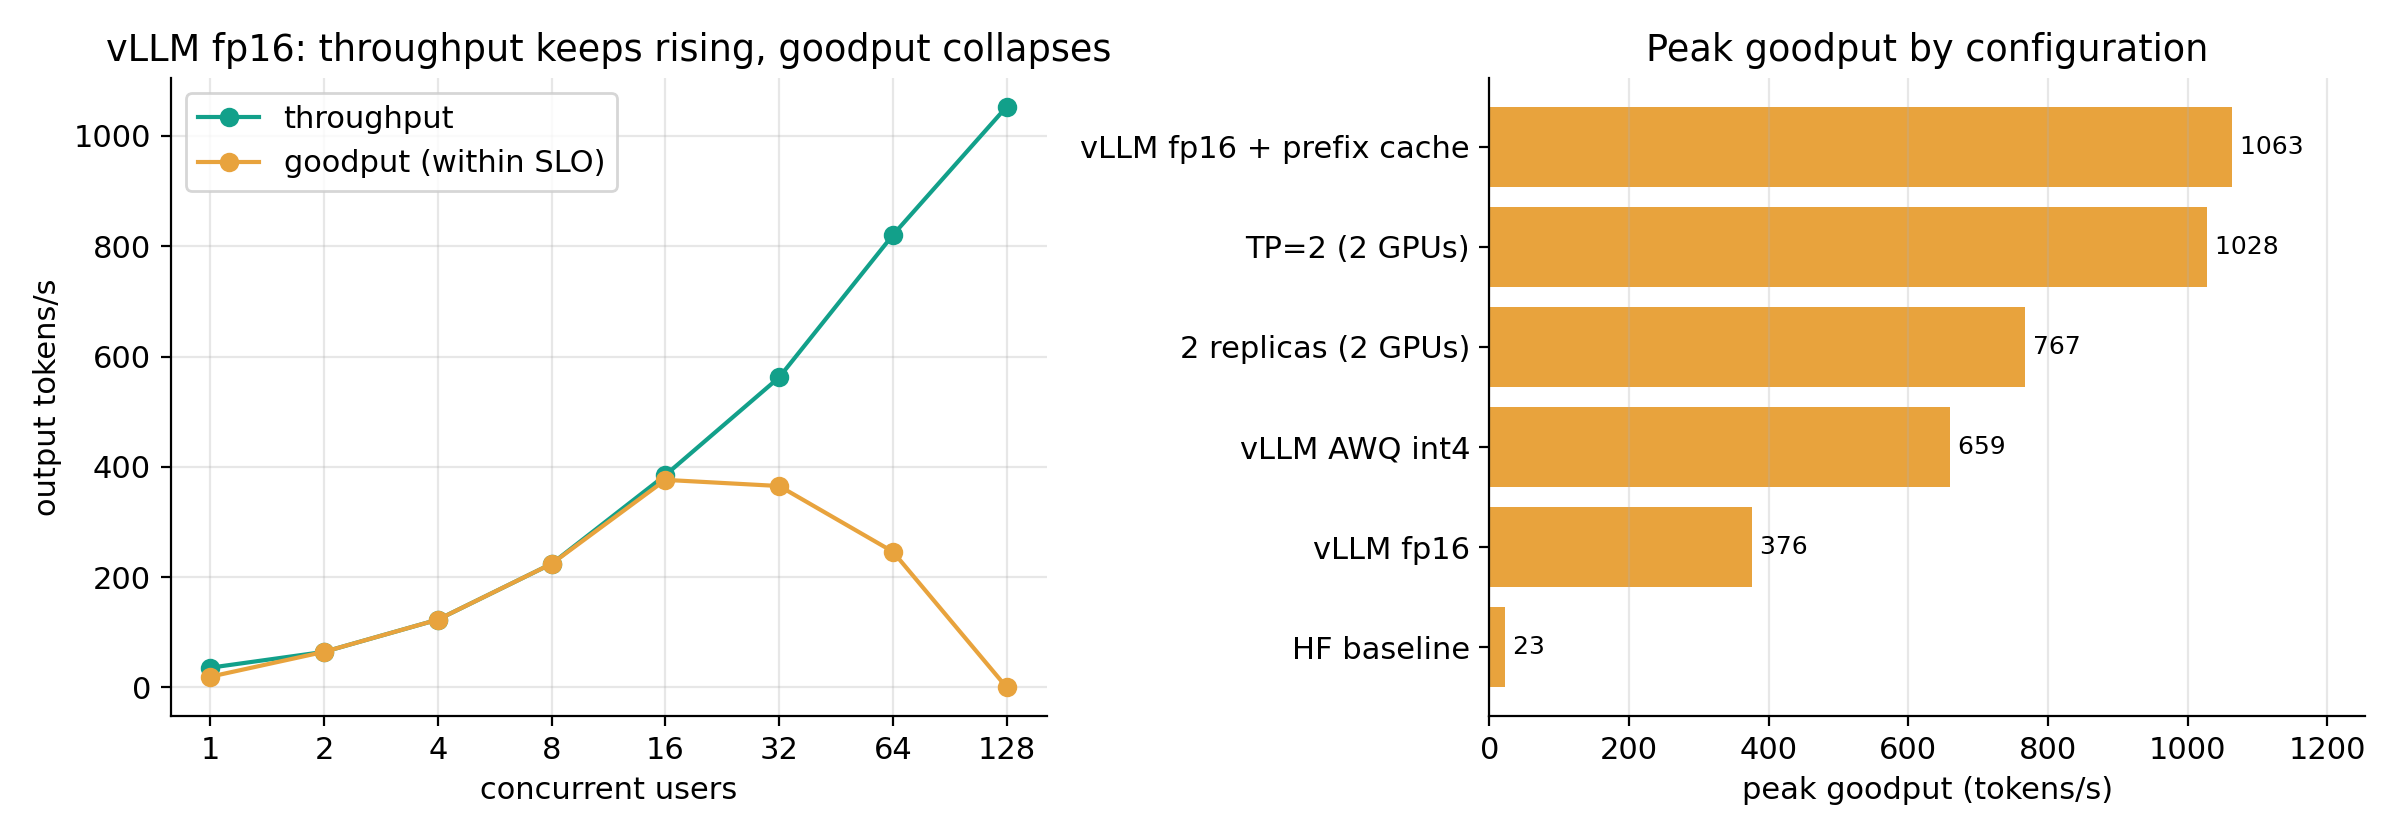 vLLM fp16: throughput keeps rising, goodput collapses
throughput
goodput (within SLO)
output tokens/s
1000
800
600
400
200
0
1 2 4 8 16 32 64 128
concurrent users
Peak goodput by configuration
vLLM fp16 + prefix cache 1063
TP=2 (2 GPUs) 1028
2 replicas (2 GPUs) 767
vLLM AWQ int4 659
vLLM fp16 376
HF baseline 23
0 200 400 600 800 1000 1200
peak goodput (tokens/s)